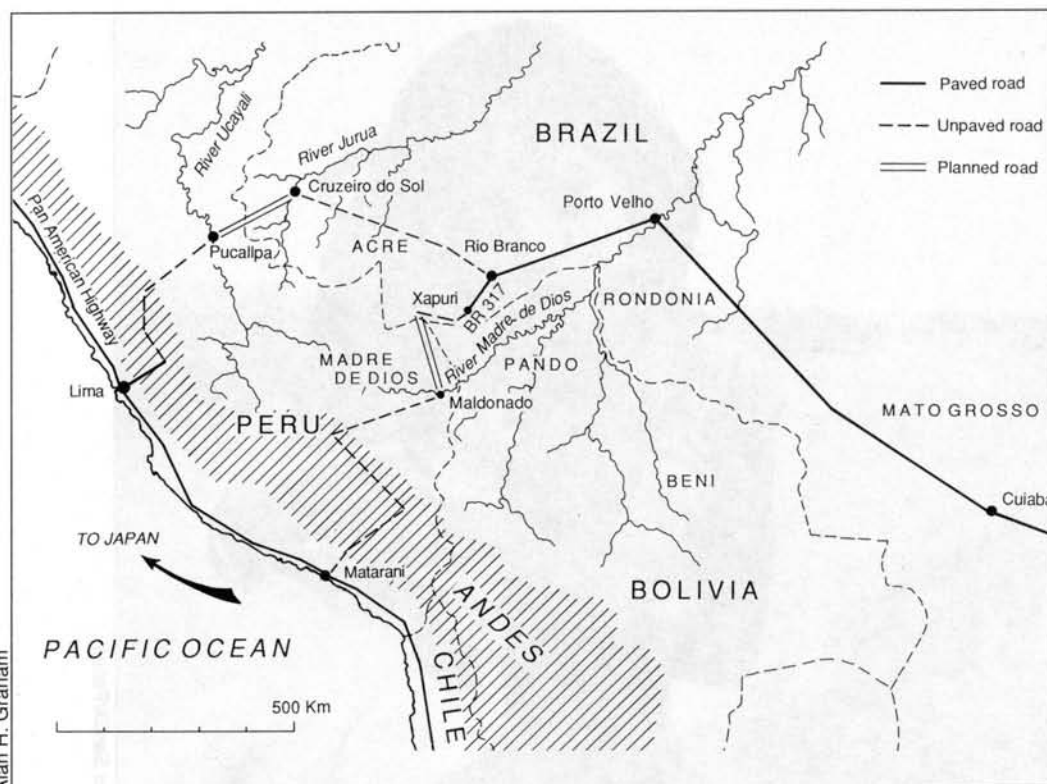 Paved road
Unpaved road
Planned road
BRAZIL
River Ucayali
River Jurua
Cruzeiro do Sol
Porto Velho
Pan American Highway
Pucallpa
ACRE
Rio Branco
Xapuri
BR 317
RONDONIA
River Madre de Dios
MADRE
DE DIOS
PANDO
Lima
Maldonado
PERU
MATO GROSSO
BENI
Cuiaba
TO JAPAN
Matarani
ANDES
BOLIVIA
PACIFIC OCEAN
CHILE
500 Km
Alan H. Graham